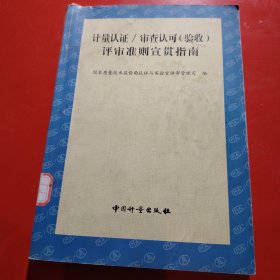 计量认证/审查认可(验收)
评审准则宣贯指南
国家质量技术监督局认证与实验室评审管理司 编
中国计量出版社